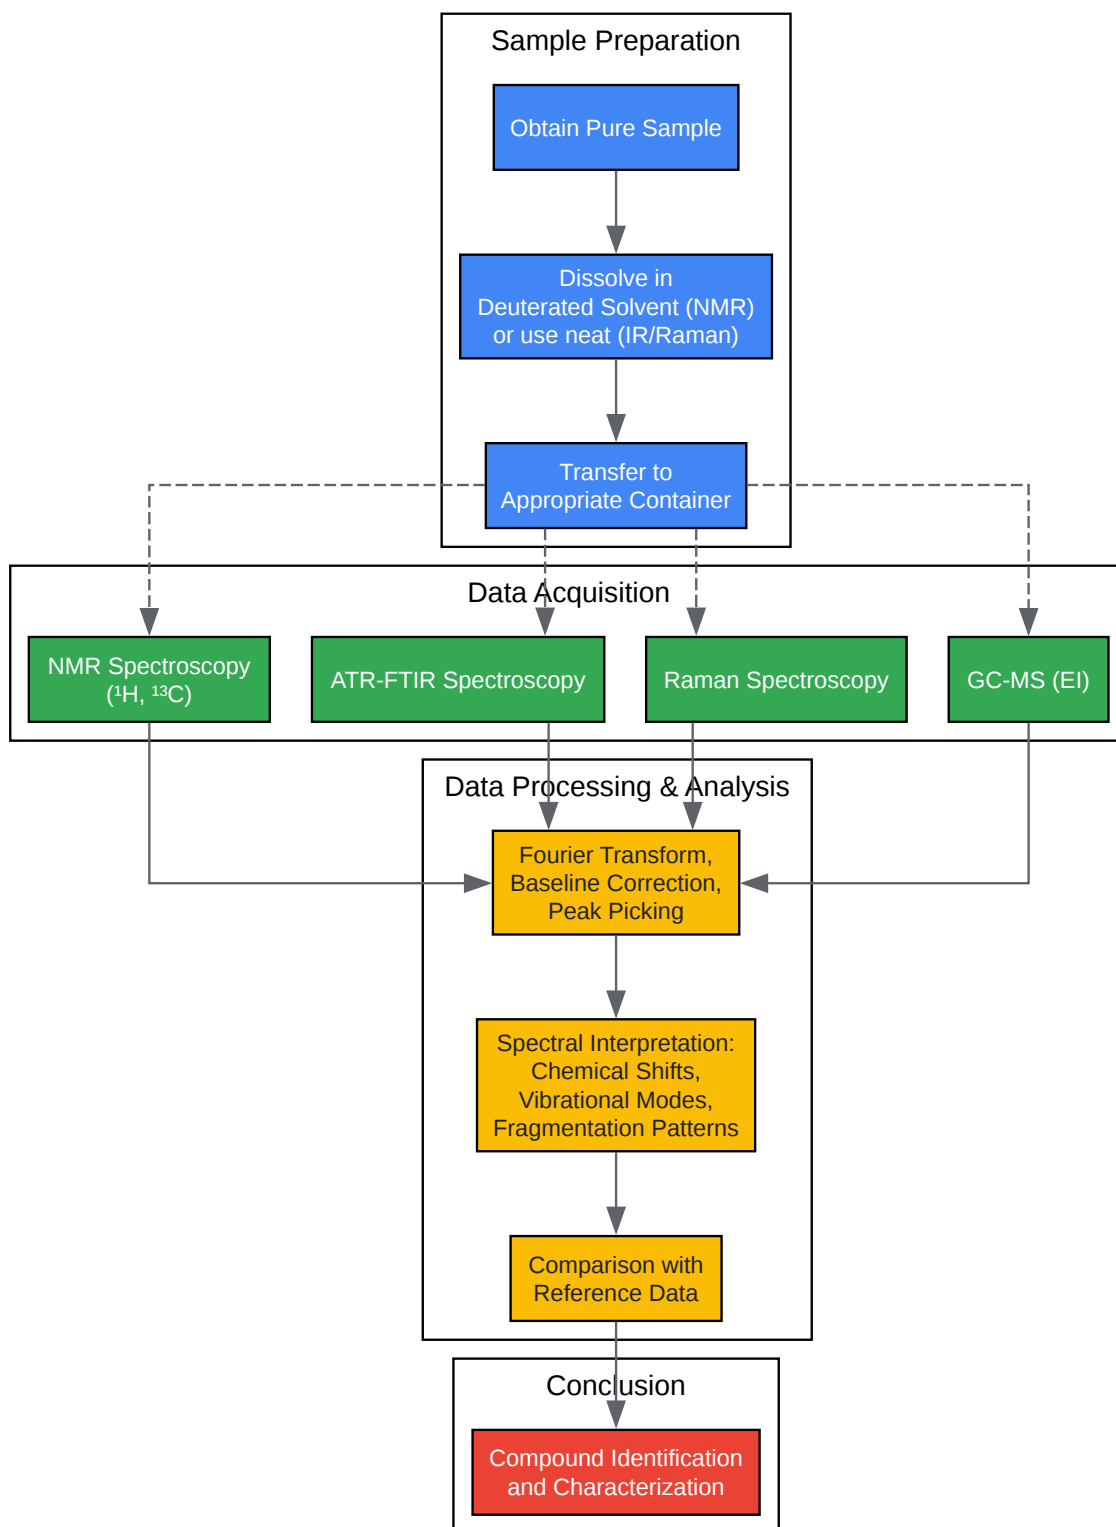 Sample Preparation
Obtain Pure Sample
Dissolve in
Deuterated Solvent (NMR)
or use neat (IR/Raman)
Transfer to
Appropriate Container
Data Acquisition
NMR Spectroscopy
(¹H, ¹³C)
ATR-FTIR Spectroscopy
Raman Spectroscopy
GC-MS (EI)
Data Processing & Analysis
Fourier Transform,
Baseline Correction,
Peak Picking
Spectral Interpretation:
Chemical Shifts,
Vibrational Modes,
Fragmentation Patterns
Comparison with
Reference Data
Conclusion
Compound Identification
and Characterization